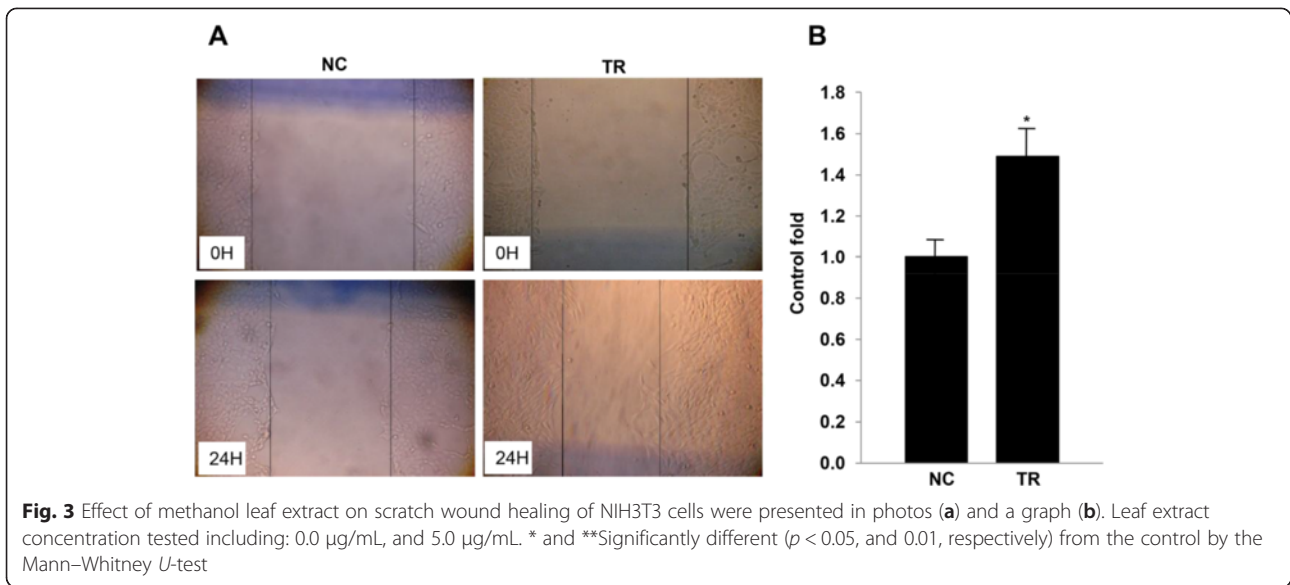 A
B
NC
TR
0H
0H
24H
24H
Control fold
1.8
1.6
1.4
1.2
1.0
0.8
0.6
0.4
0.2
0.0
*
NC
TR
Fig. 3 Effect of methanol leaf extract on scratch wound healing of NIH3T3 cells were presented in photos (a) and a graph (b). Leaf extract
concentration tested including: 0.0 μg/mL, and 5.0 μg/mL. * and **Significantly different (p < 0.05, and 0.01, respectively) from the control by the
Mann–Whitney U-test